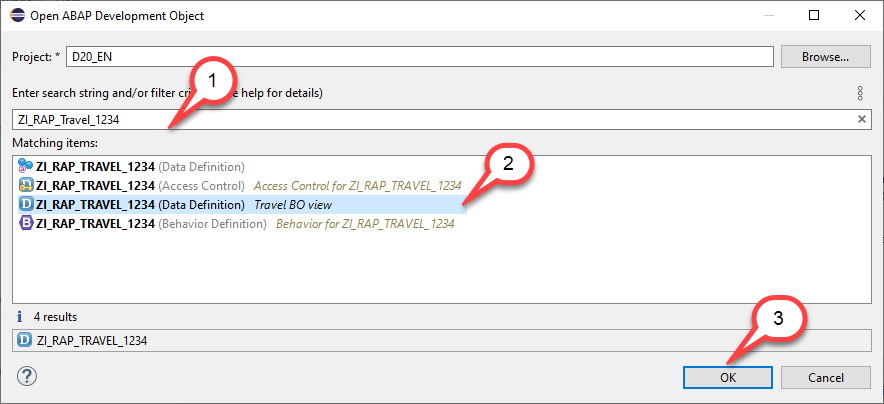 Open ABAP Development Object
Project: * D20_EN Browse...
1
Enter search string and/or filter cri e help for details)
ZI_RAP_Travel_1234
Matching items:
2
ZI_RAP_TRAVEL_1234 (Data Definition)
ZI_RAP_TRAVEL_1234 (Access Control) Access Control for ZI_RAP_TRAVEL_1234
D ZI_RAP_TRAVEL_1234 (Data Definition) Travel BO view
B ZI_RAP_TRAVEL_1234 (Behavior Definition) Behavior for ZI_RAP_TRAVEL_1234
i 4 results
3
D ZI_RAP_TRAVEL_1234
? OK Cancel